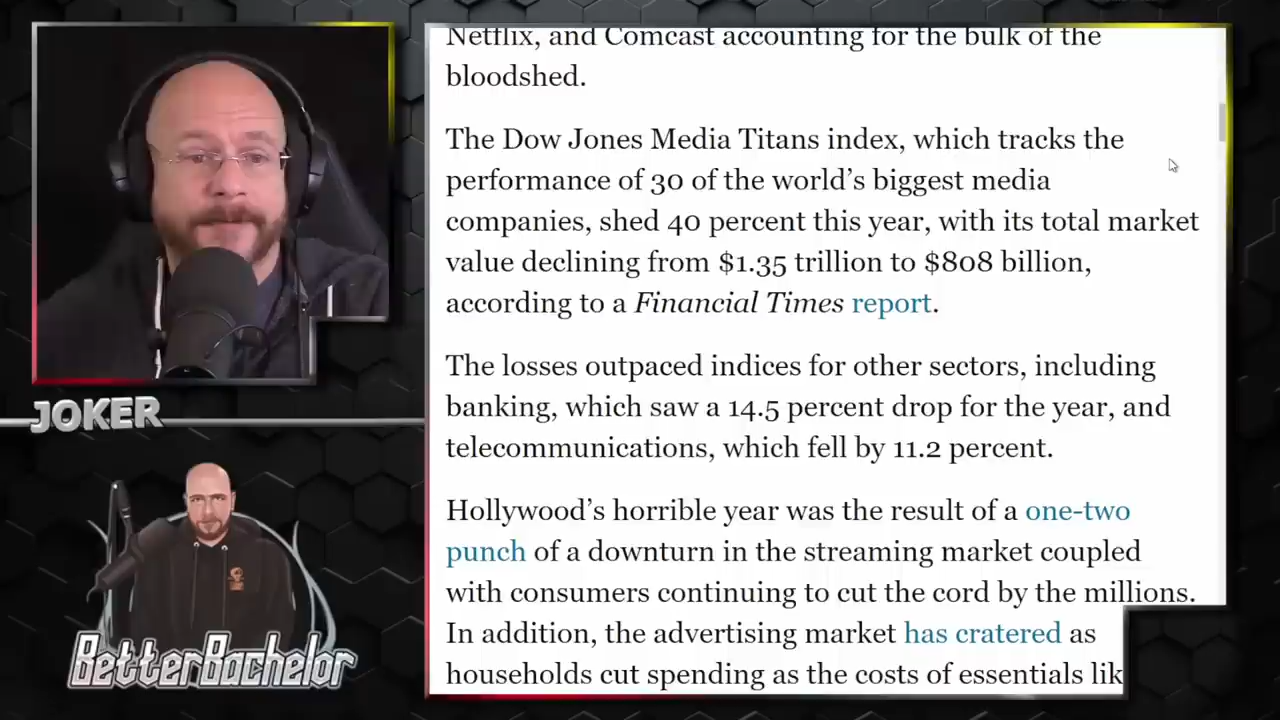 Netflix, and Comcast accounting for the bulk of the
bloodshed.
The Dow Jones Media Titans index, which tracks the
performance of 30 of the world's biggest media
companies, shed 40 percent this year, with its total market
value declining from $1.35 trillion to $808 billion,
according to a Financial Times report.
The losses outpaced indices for other sectors, including
banking, which saw a 14.5 percent drop for the year, and
telecommunications, which fell by 11.2 percent.
Hollywood's horrible year was the result of a one-two
punch of a downturn in the streaming market coupled
with consumers continuing to cut the cord by the millions.
In addition, the advertising market has cratered as
households cut spending as the costs of essentials lik
JOKER
BetterBachelor